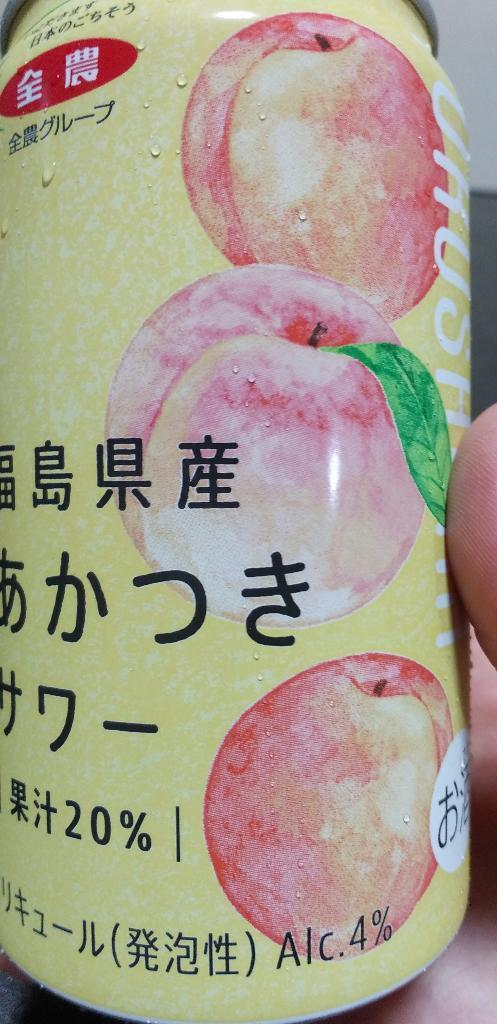 日本のごちそう
全農
全農グループ
福島県産
あかつき
サワー
果汁20%
リキュール(発泡性) Alc.4%
お酒